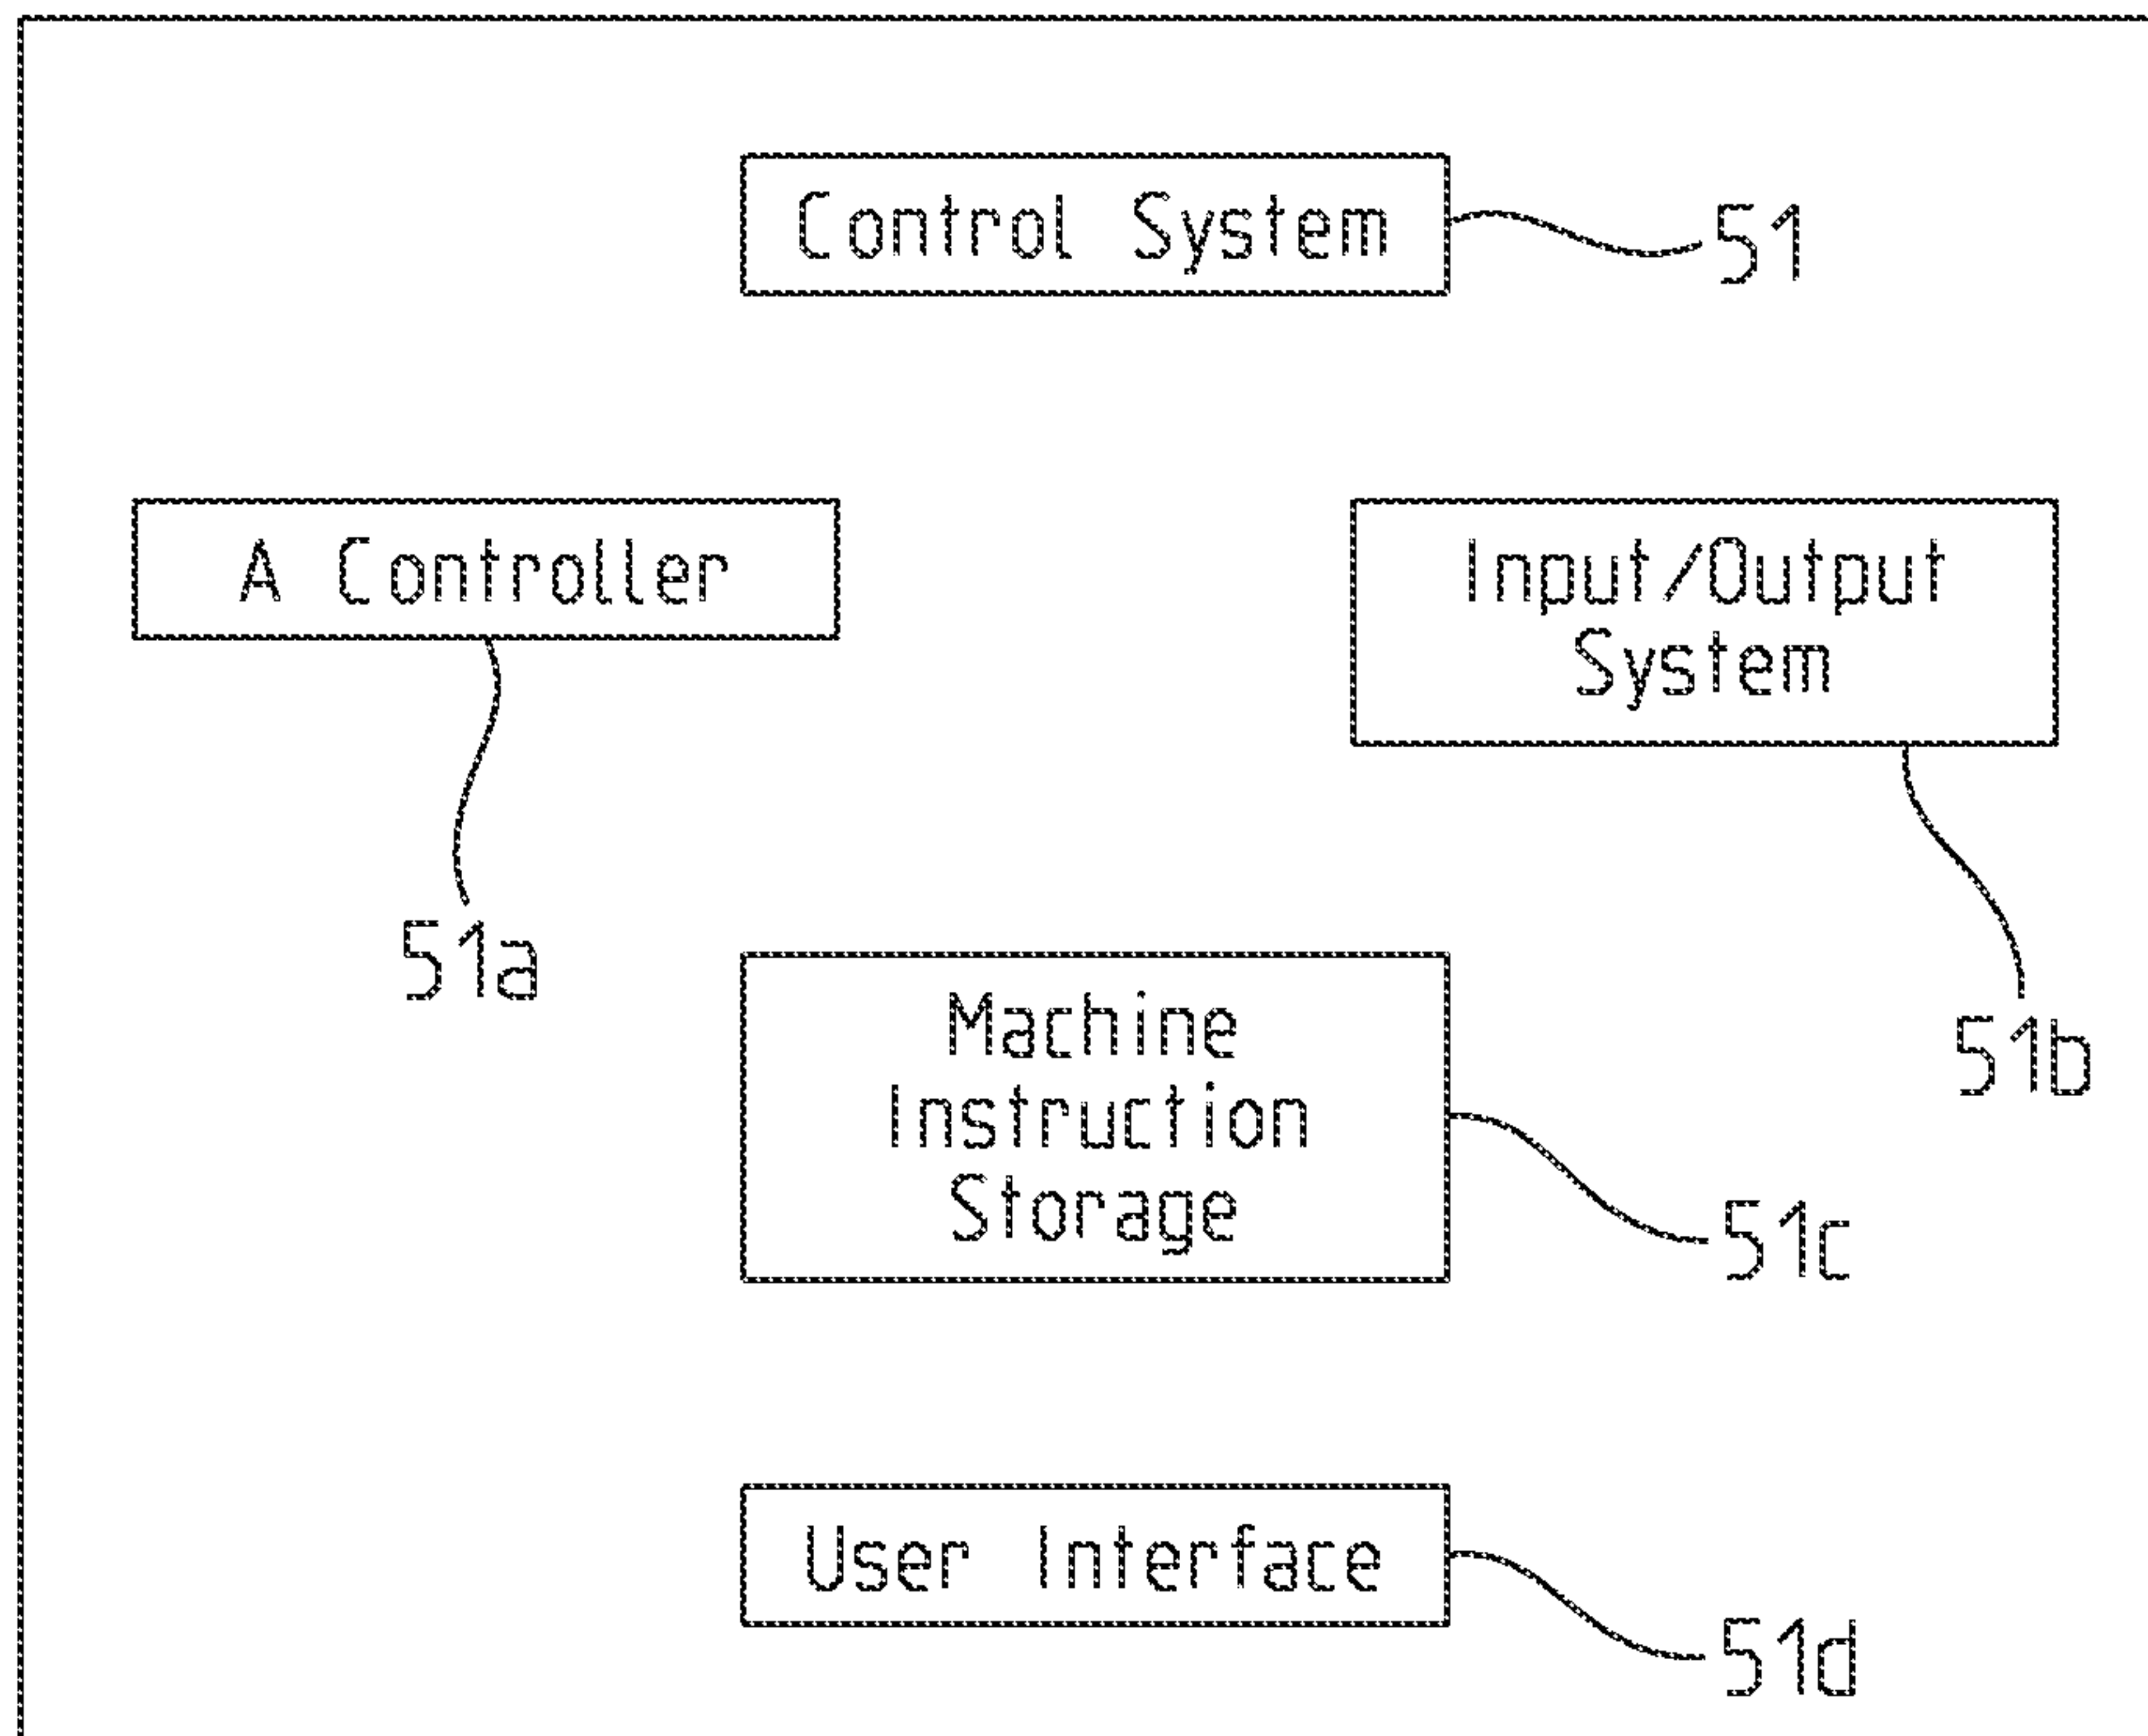 Control System
51
A Controller
Input/Output
System
51a
51b
Machine
Instruction
Storage
51c
User Interface
51d